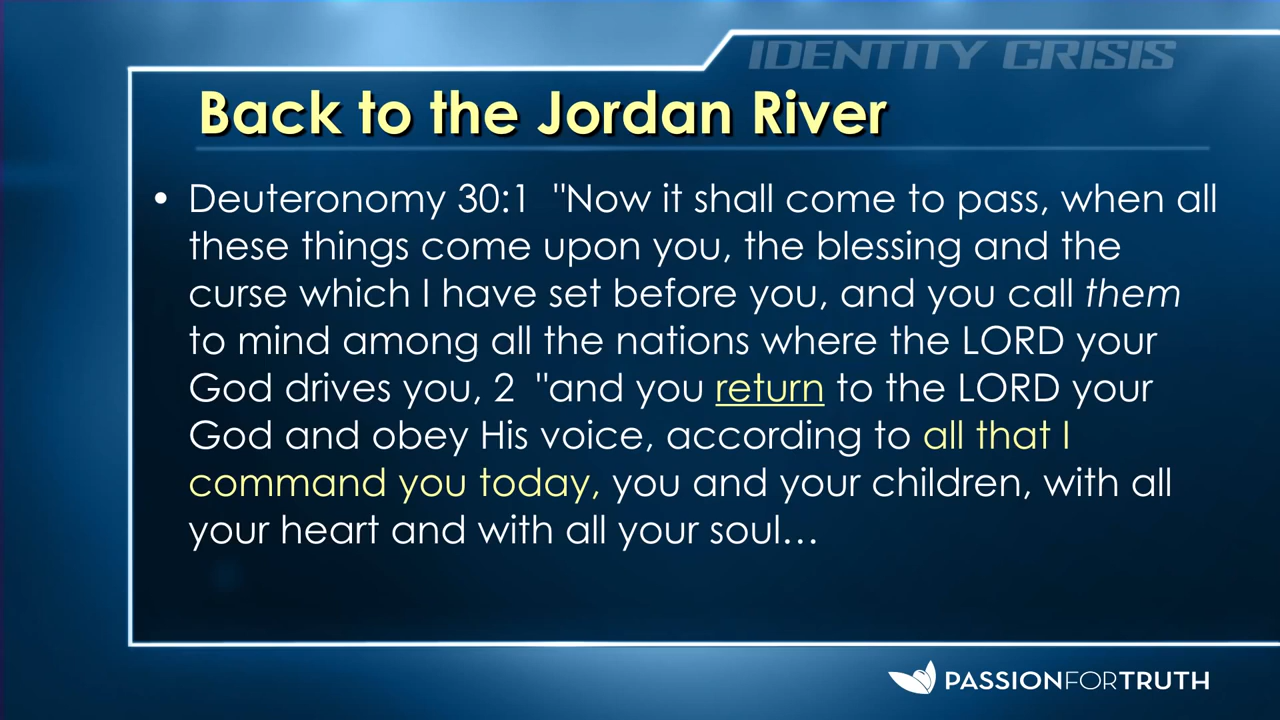 IDENTITY CRISIS
Back to the Jordan River
• Deuteronomy 30:1  "Now it shall come to pass, when all
these things come upon you, the blessing and the
curse which I have set before you, and you call them
to mind among all the nations where the LORD your
God drives you, 2  "and you return to the LORD your
God and obey His voice, according to all that I
command you today, you and your children, with all
your heart and with all your soul…
PASSIONFORTRUTH